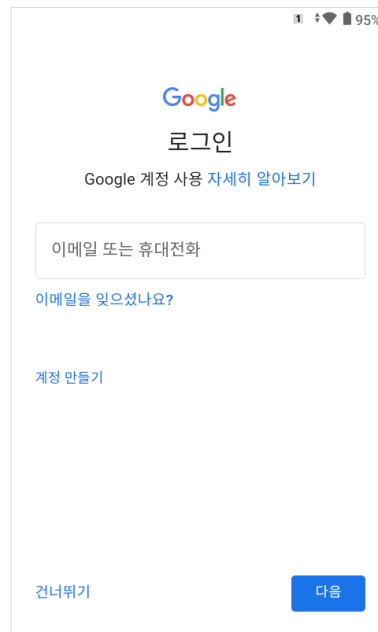 1 95%
Google
로그인
Google 계정 사용 자세히 알아보기
이메일 또는 휴대전화
이메일을 잊으셨나요?
계정 만들기
건너뛰기 다음